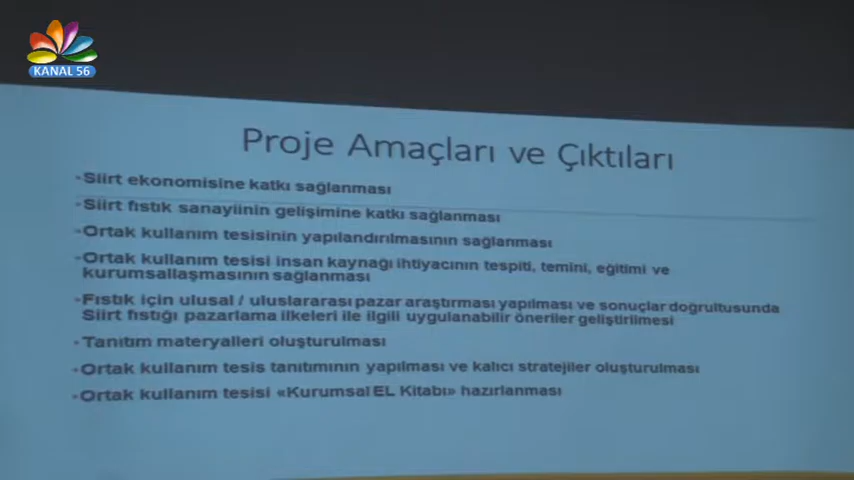 KANAL 56
Proje Amaçları ve Çıktıları
•Siirt ekonomisine katkı sağlanması
•Siirt fıstık sanayiinin gelişimine katkı sağlanması
•Ortak kullanım tesisinin yapılandırılmasının sağlanması
•Ortak kullanım tesisi insan kaynağı ihtiyacının tespiti, temini, eğitimi ve
kurumsallaşmasının sağlanması
•Fıstık için ulusal / uluslararası pazar araştırması yapılması ve sonuçlar doğrultusunda
Siirt fıstığı pazarlama ilkeleri ile ilgili uygulanabilir öneriler geliştirilmesi
•Tanıtım materyalleri oluşturulması
•Ortak kullanım tesis tanıtımının yapılması ve kalıcı stratejiler oluşturulması
•Ortak kullanım tesisi «Kurumsal EL Kitabı» hazırlanması